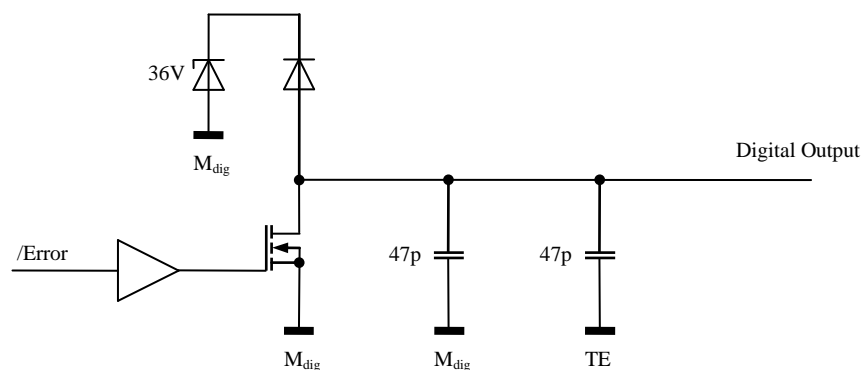 36V
M_dig
Digital Output
/Error
47p
47p
M_dig
M_dig
TE